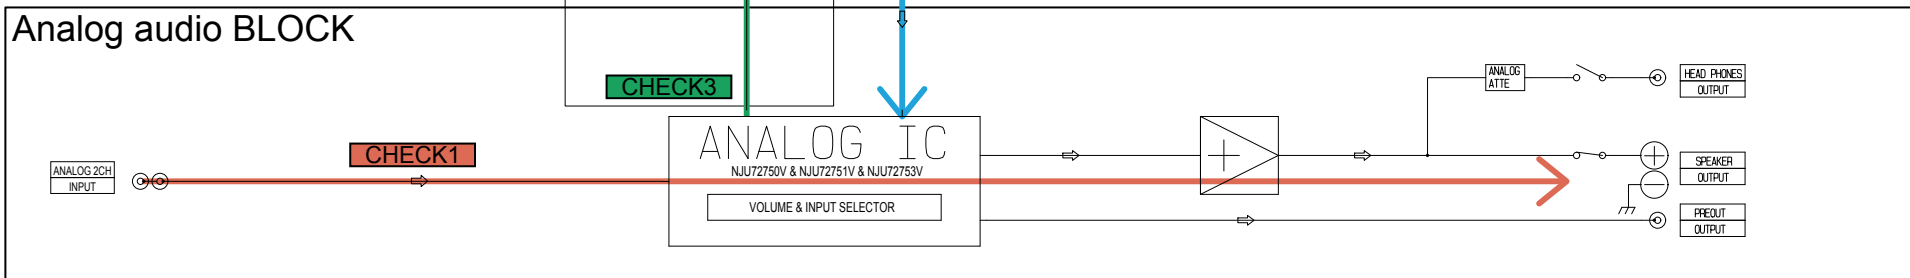 Analog audio BLOCK
CHECK3
CHECK1
ANALOG 2CH
INPUT
ANALOG IC
NJU72750V & NJU72751V & NJU72753V
VOLUME & INPUT SELECTOR
ANALOG
ATTE
HEAD PHONES
OUTPUT
SPEAKER
OUTPUT
PREOUT
OUTPUT